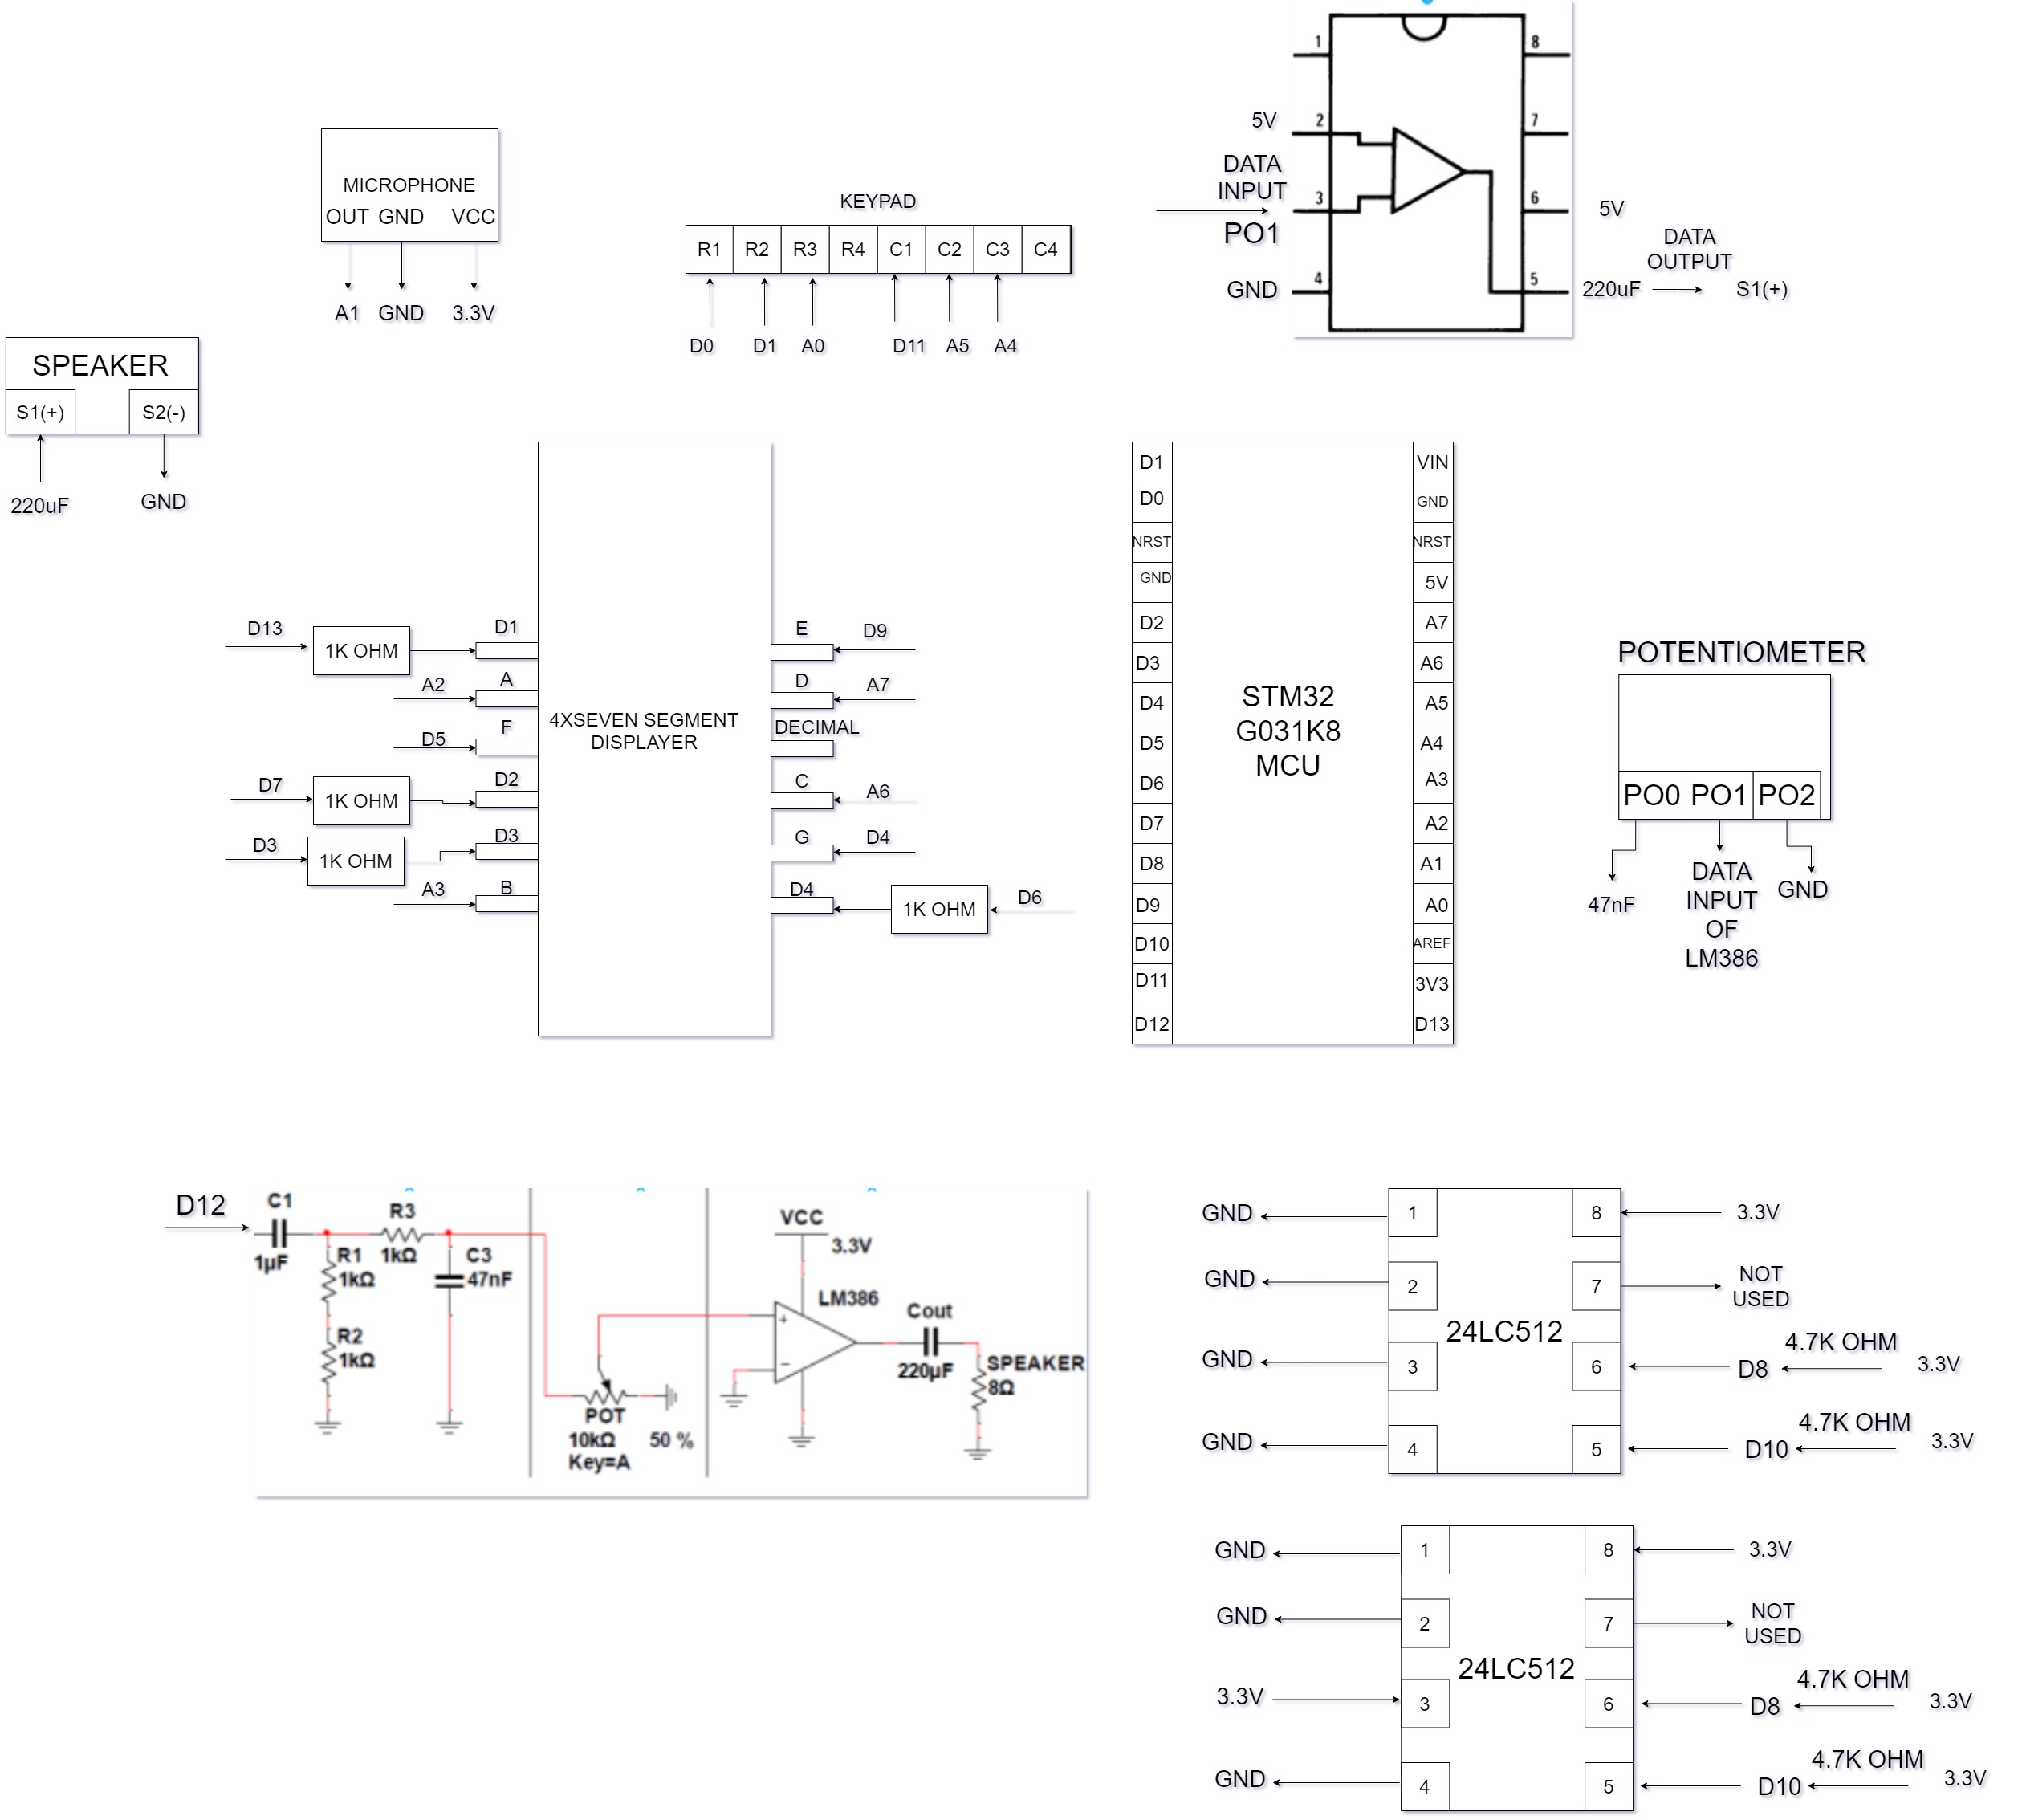 1
8
5V
2
7
DATA
INPUT
3
PO1
6
5V
GND
4
5
220uF
DATA
OUTPUT
S1(+)
MICROPHONE
OUT GND VCC
A1 GND 3.3V
KEYPAD
R1 R2 R3 R4 C1 C2 C3 C4
D0 D1 A0 D11 A5 A4
SPEAKER
S1(+) S2(-)
220uF GND
4XSEVEN SEGMENT
DISPLAYER
D13 1K OHM D1
A2 A
D5 F
D7 1K OHM D2
D3 1K OHM D3
A3 B
E D9
D A7
DECIMAL
C A6
G D4
D4 1K OHM D6
STM32
G031K8
MCU
D1 VIN
D0 GND
NRST NRST
GND 5V
D2 A7
D3 A6
D4 A5
D5 A4
D6 A3
D7 A2
D8 A1
D9 A0
D10 AREF
D11 3V3
D12 D13
POTENTIOMETER
PO0 PO1 PO2
47nF
DATA
INPUT
OF
LM386
GND
D12
C1
1µF
R1
1kΩ
R2
1kΩ
R3
1kΩ
C3
47nF
POT
10kΩ
Key=A
50 %
VCC
3.3V
LM386
+
−
Cout
220µF
SPEAKER
8Ω
24LC512
GND 1 8 3.3V
GND 2 7 NOT
USED
GND 3 6 D8 4.7K OHM 3.3V
GND 4 5 D10 4.7K OHM 3.3V
24LC512
GND 1 8 3.3V
GND 2 7 NOT
USED
3.3V 3 6 D8 4.7K OHM 3.3V
GND 4 5 D10 4.7K OHM 3.3V